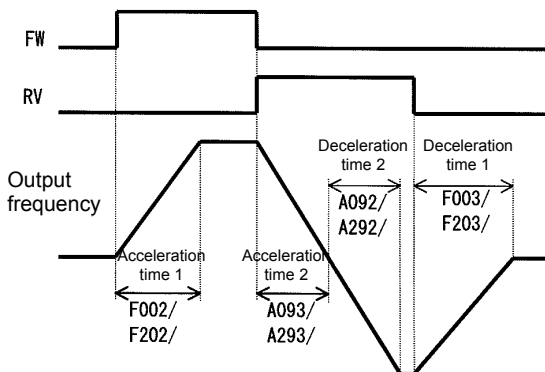 FW
RV
Output
frequency
Deceleration
time 2
A092/
A292/
Deceleration
time 1
F003/
F203/
Acceleration
time 1
F002/
F202/
Acceleration
time 2
A093/
A293/